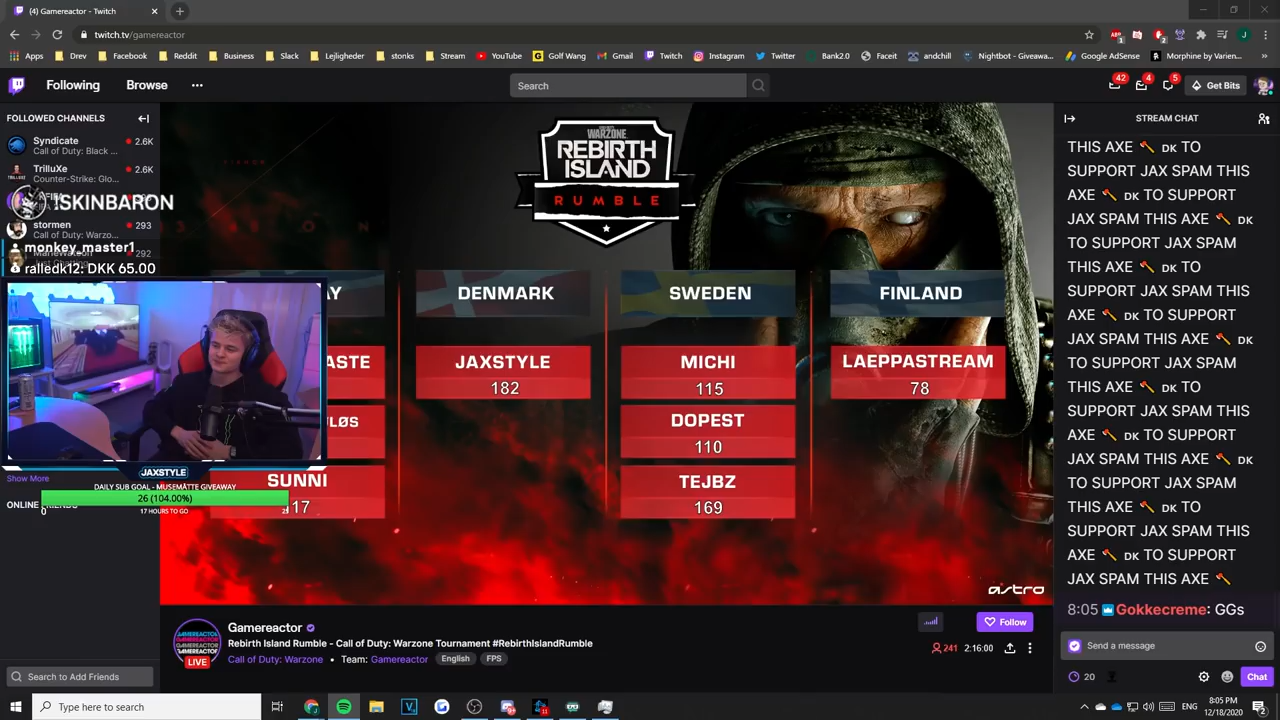 (4) Gamereactor - Twitch
twitch.tv/gamereactor
Apps Drev Facebook Reddit Business Slack Lejligheder stonks Stream YouTube Golf Wang Gmail Twitch Instagram Twitter Bank2.0 Faceit andchill Nightbot - Giveawa... Google AdSense Morphine by Varien...
Following Browse Search 42 4 5 Get Bits
FOLLOWED CHANNELS
Syndicate 2.6K
Call of Duty: Black ...
TrilluXe 2.6K
Counter-Strike: Glo...
!SKINBARON
stormen 293
Call of Duty: Warzo...
monkey_master1
292
ralledk12: DKK 65.00
CALL OF DUTY
WARZONE
REBIRTH
ISLAND
RUMBLE
DENMARK SWEDEN FINLAND
JAXSTYLE MICHI LAEPPASTREAM
182 115 78
DOPEST
110
SUNNI TEJBZ
169
astro
JAXSTYLE
Show More
DAILY SUB GOAL - MUSEMÅTTE GIVEAWAY
26 (104.00%)
0
17 HOURS TO GO
ONLINE
Search to Add Friends
Gamereactor
Rebirth Island Rumble - Call of Duty: Warzone Tournament #RebirthIslandRumble
Call of Duty: Warzone • Team: Gamereactor English FPS
GAMEREACTOR
LIVE
Follow
241 2:16:00
STREAM CHAT
THIS AXE 🪓 DK TO
SUPPORT JAX SPAM THIS
AXE 🪓 DK TO SUPPORT
JAX SPAM THIS AXE 🪓 DK
TO SUPPORT JAX SPAM
THIS AXE 🪓 DK TO
SUPPORT JAX SPAM THIS
AXE 🪓 DK TO SUPPORT
JAX SPAM THIS AXE 🪓 DK
TO SUPPORT JAX SPAM
THIS AXE 🪓 DK TO
SUPPORT JAX SPAM THIS
AXE 🪓 DK TO SUPPORT
JAX SPAM THIS AXE 🪓 DK
TO SUPPORT JAX SPAM
THIS AXE 🪓 DK TO
SUPPORT JAX SPAM THIS
AXE 🪓 DK TO SUPPORT
JAX SPAM THIS AXE 🪓
8:05 Gokkecreme: GGs
Send a message
20 Chat
Type here to search
ENG
8:05 PM
12/18/2020